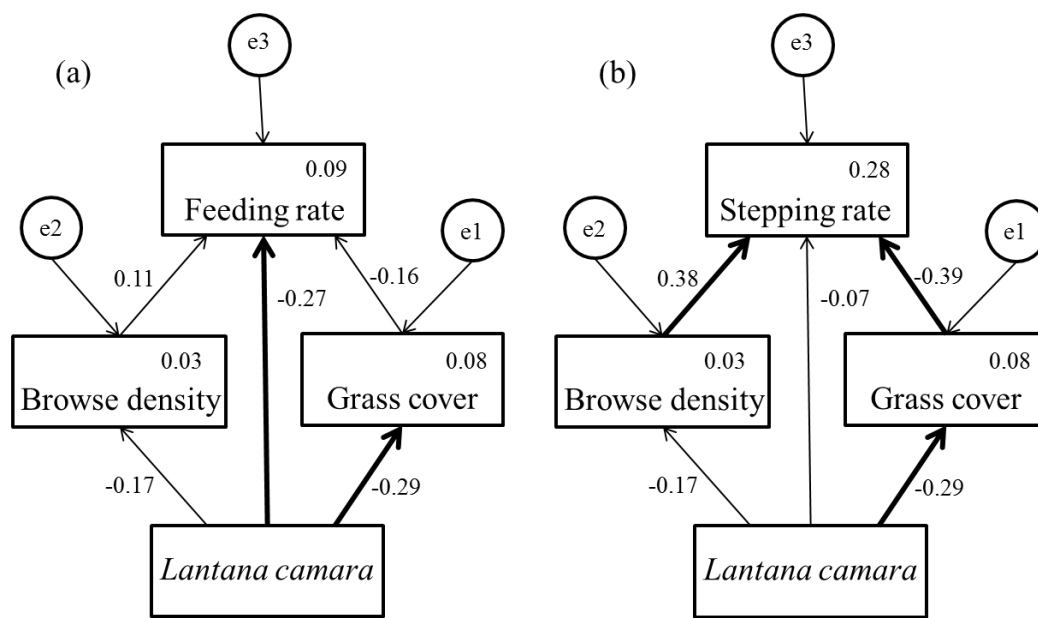 (a)
e3
0.09
Feeding rate
e2
e1
0.11
-0.27
-0.16
0.03
Browse density
0.08
Grass cover
-0.17
-0.29
Lantana camara
(b)
e3
0.28
Stepping rate
e2
e1
0.38
-0.07
-0.39
0.03
Browse density
0.08
Grass cover
-0.17
-0.29
Lantana camara